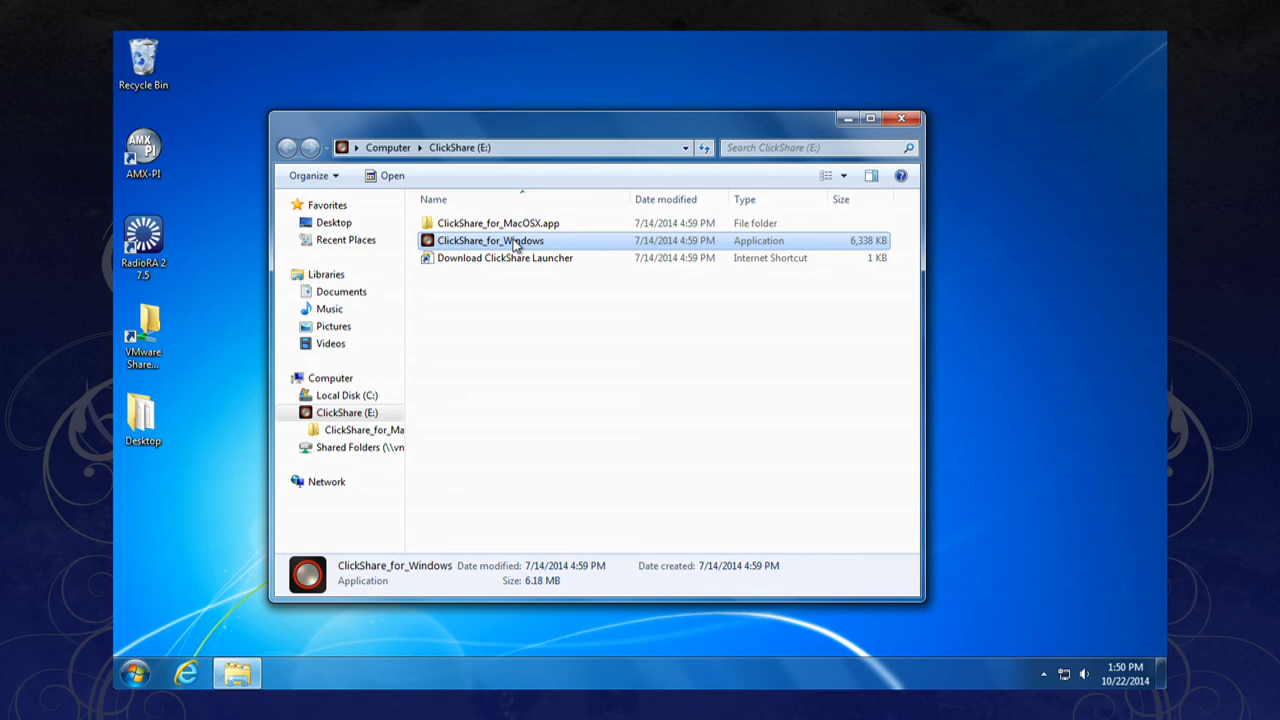 Recycle Bin
AMX
PI
AMX-PI
RadioRA 2
7.5
VMware
Share...
Desktop
Computer
ClickShare (E:)
Search ClickShare (E:)
Organize
Open
Favorites
Desktop
Recent Places
Libraries
Documents
Music
Pictures
Videos
Computer
Local Disk (C:)
ClickShare (E:)
ClickShare_for_Ma
Shared Folders (\\vn
Network
Name Date modified Type Size
ClickShare_for_MacOSX.app 7/14/2014 4:59 PM File folder
ClickShare_for_Windows 7/14/2014 4:59 PM Application 6,338 KB
Download ClickShare Launcher 7/14/2014 4:59 PM Internet Shortcut 1 KB
ClickShare_for_Windows Date modified: 7/14/2014 4:59 PM Date created: 7/14/2014 4:59 PM
Application Size: 6.18 MB
1:50 PM
10/22/2014